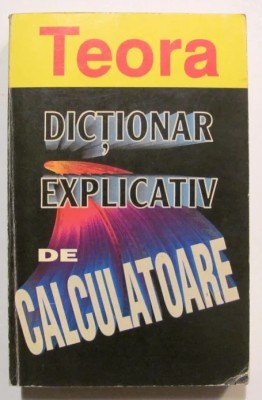 Teora
DICȚIONAR
EXPLICATIV
DE
CALCULATOARE